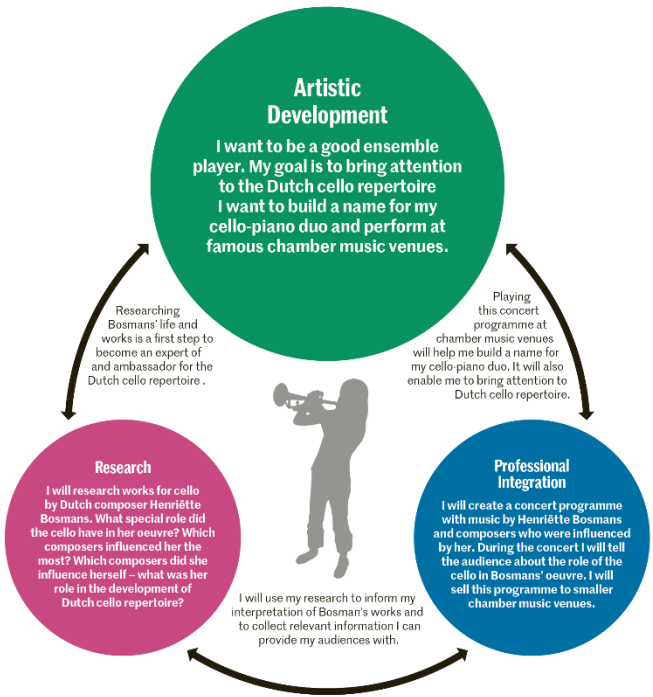 Artistic
Development
I want to be a good ensemble
player. My goal is to bring attention
to the Dutch cello repertoire
I want to build a name for my
cello-piano duo and perform at
famous chamber music venues.
Researching
Bosmans' life and
works is a first step to
become an expert of
and ambassador for the
Dutch cello repertoire .
Playing
this concert
programme at
chamber music venues
will help me build a name for
my cello-piano duo. It will also
enable me to bring attention to
Dutch cello repertoire.
Research
I will research works for cello
by Dutch composer Henriëtte
Bosmans. What special role did
the cello have in her oeuvre? Which
composers influenced her the
most? Which composers did she
influence herself – what was her
role in the development of
Dutch cello repertoire?
Professional
Integration
I will create a concert programme
with music by Henriëtte Bosmans
and composers who were influenced
by her. During the concert I will tell
the audience about the role of the
cello in Bosmans' oeuvre. I will
sell this programme to smaller
chamber music venues.
I will use my research to inform my
interpretation of Bosman's works and
to collect relevant information I can
provide my audiences with.